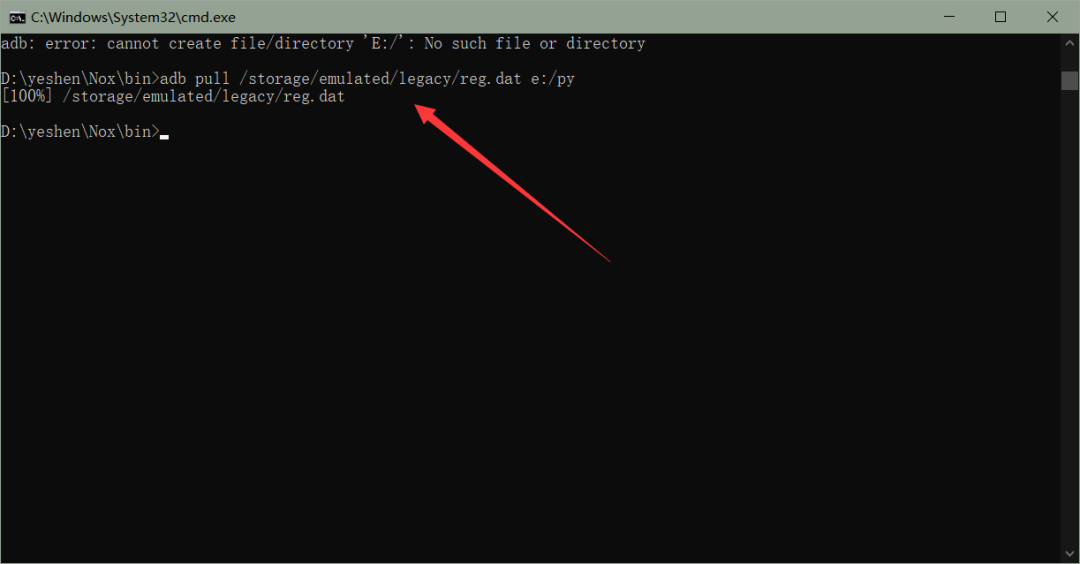 C:\Windows\System32\cmd.exe
adb: error: cannot create file/directory 'E:/': No such file or directory
D:\yeshen\Nox\bin>adb pull /storage/emulated/legacy/reg.dat e:/py
[100%] /storage/emulated/legacy/reg.dat
D:\yeshen\Nox\bin>